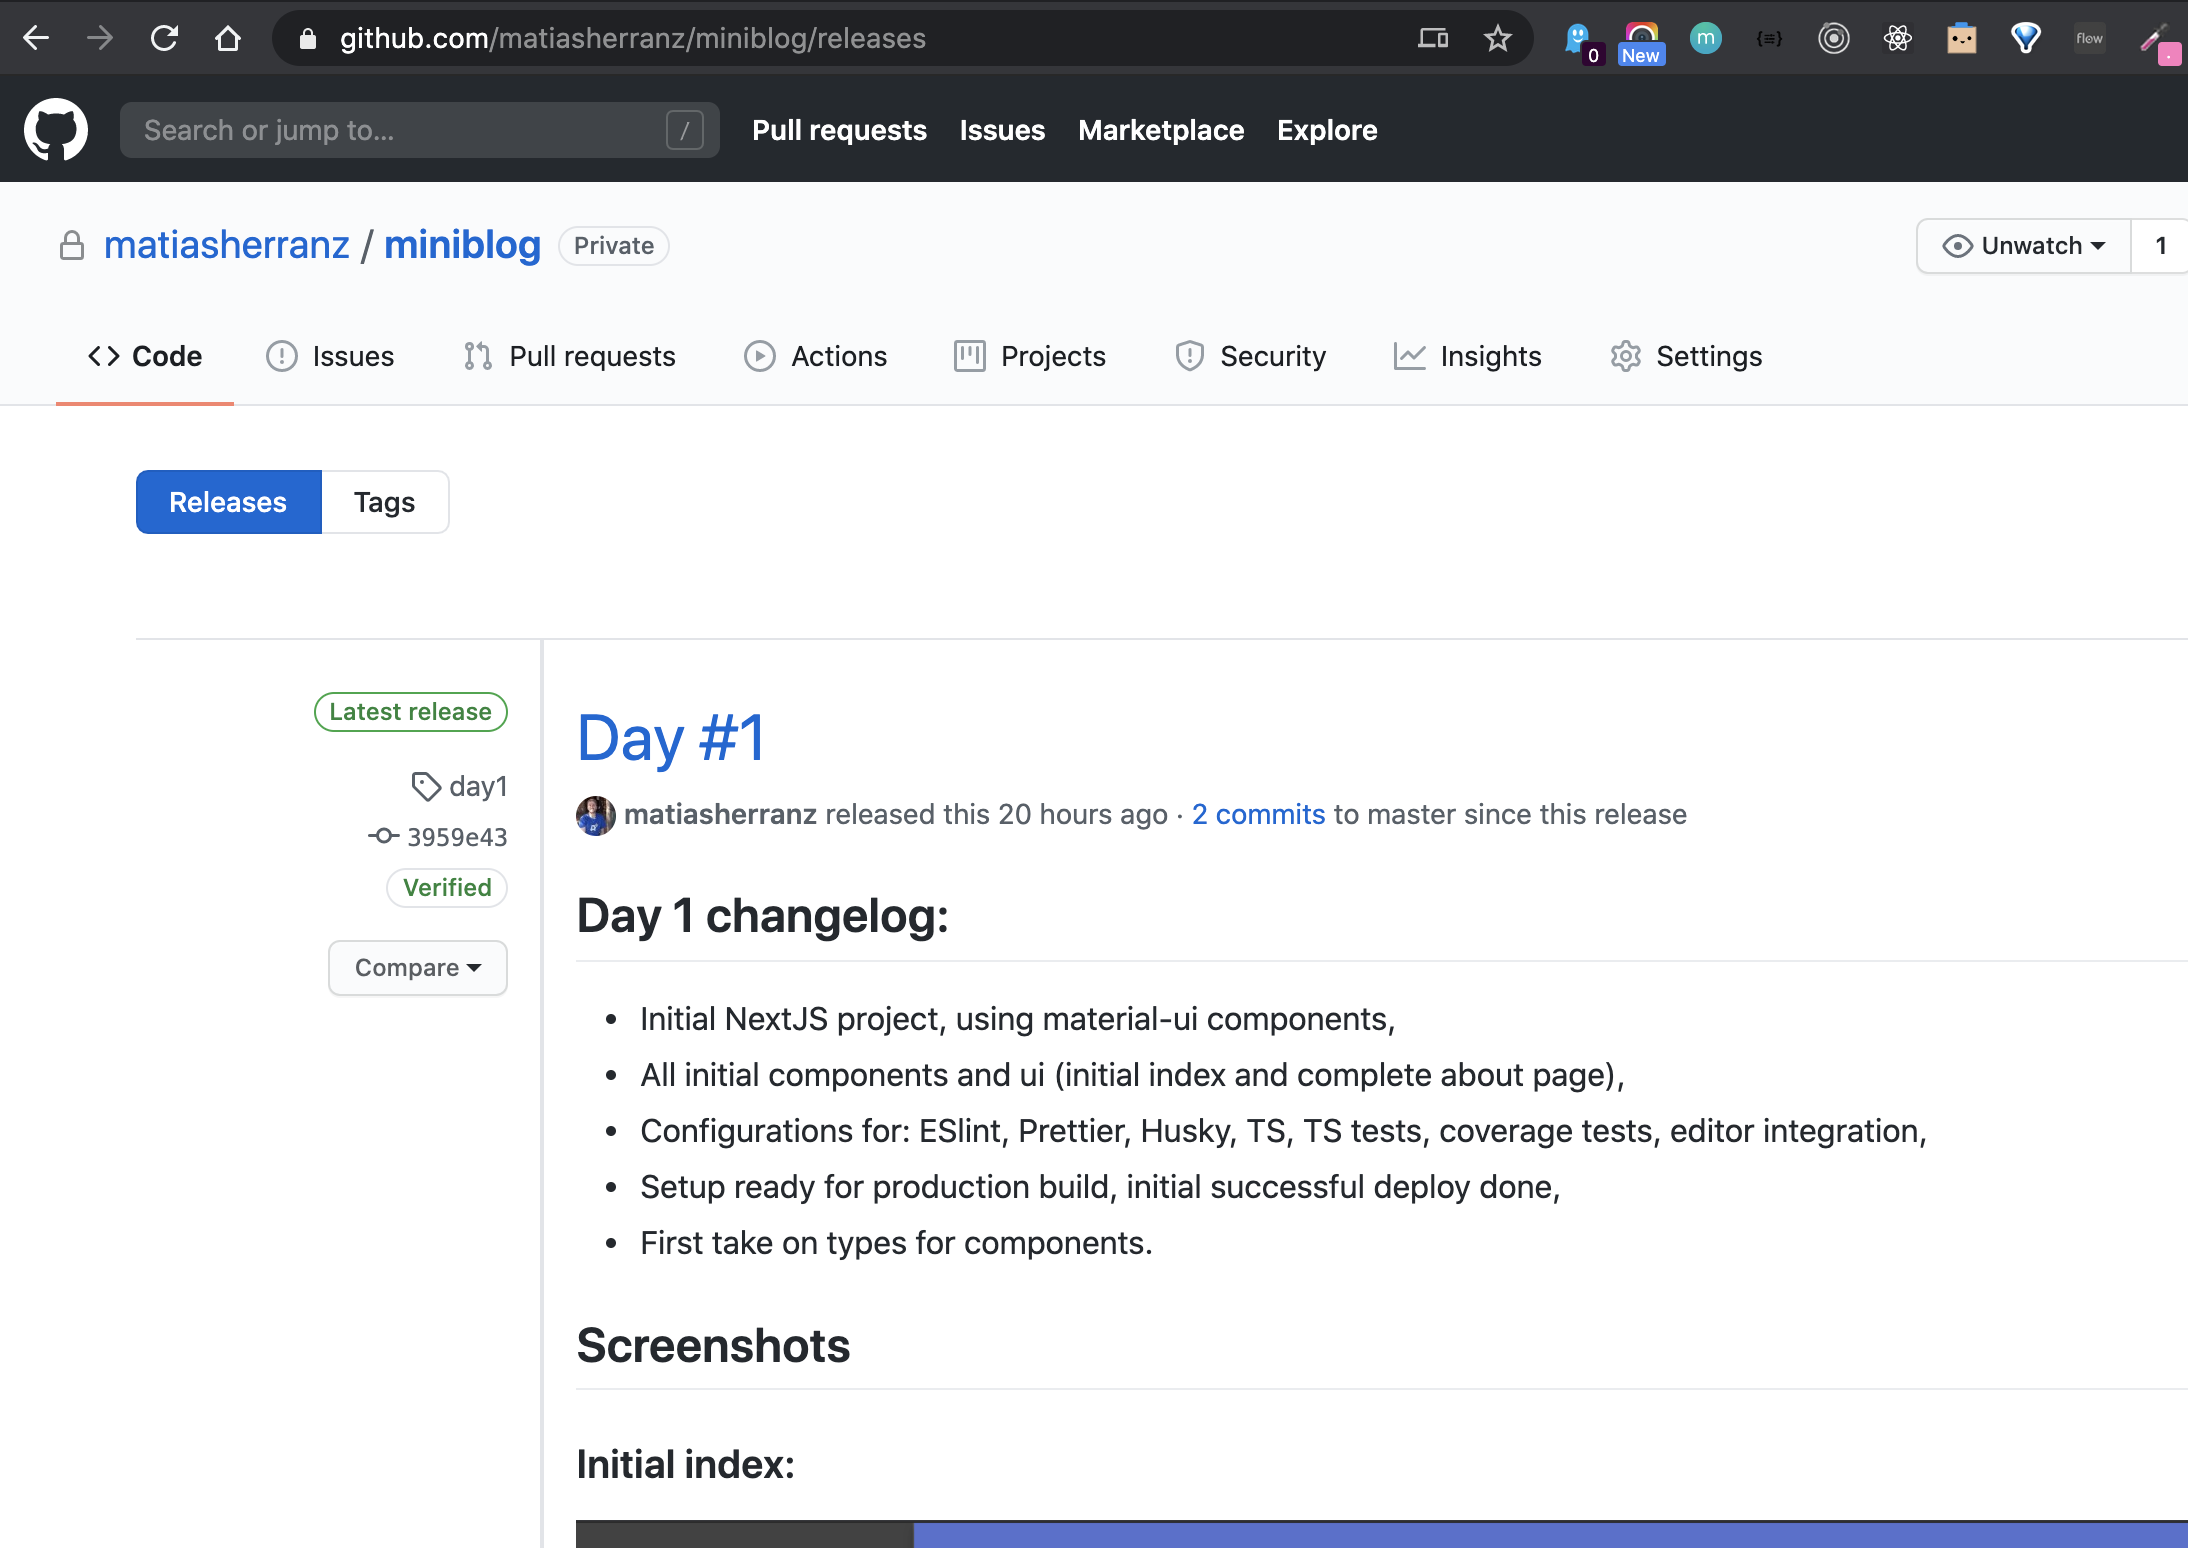 github.com/matiasherranz/miniblog/releases
0
New
m
{≡}
flow
Search or jump to...
/
Pull requests
Issues
Marketplace
Explore
matiasherranz / miniblog
Private
Unwatch
1
Code
Issues
Pull requests
Actions
Projects
Security
Insights
Settings
Releases
Tags
Latest release
day1
3959e43
Verified
Compare
Day #1
matiasherranz released this 20 hours ago · 2 commits to master since this release
Day 1 changelog:
• Initial NextJS project, using material-ui components,
• All initial components and ui (initial index and complete about page),
• Configurations for: ESlint, Prettier, Husky, TS, TS tests, coverage tests, editor integration,
• Setup ready for production build, initial successful deploy done,
• First take on types for components.
Screenshots
Initial index: